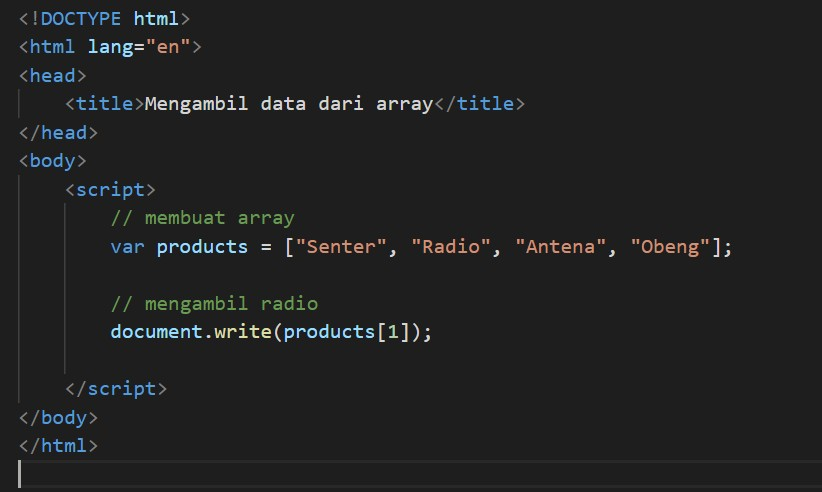 <!DOCTYPE html>
<html lang="en">
<head>
    <title>Mengambil data dari array</title>
</head>
<body>
    <script>
        // membuat array
        var products = ["Senter", "Radio", "Antena", "Obeng"];

        // mengambil radio
        document.write(products[1]);

    </script>
</body>
</html>